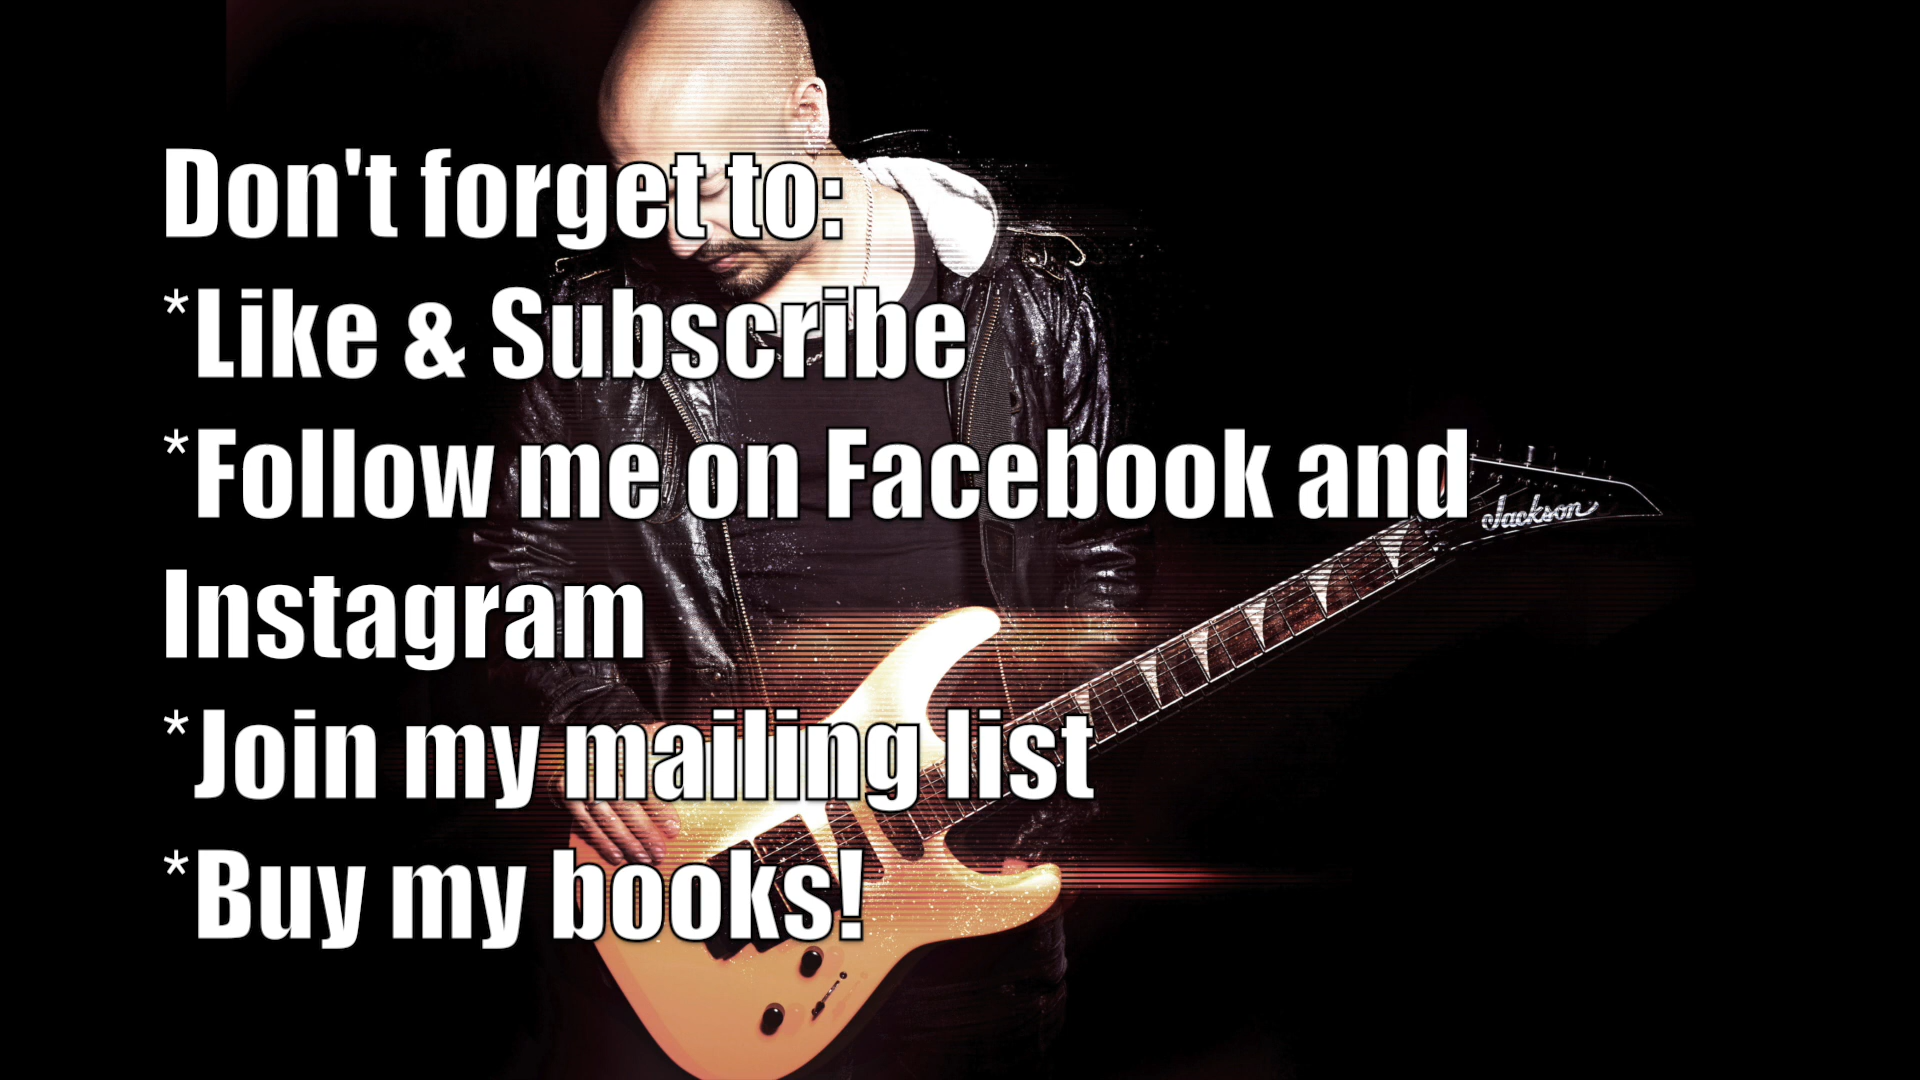 Don't forget to:
*Like & Subscribe
*Follow me on Facebook and
Instagram
*Join my mailing list
*Buy my books!
Jackson